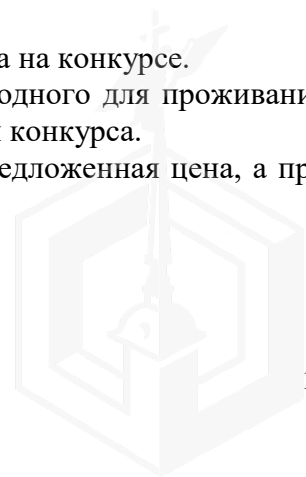 а на конкурсе.
одного для проживани
конкурса.
едложенная цена, а пр